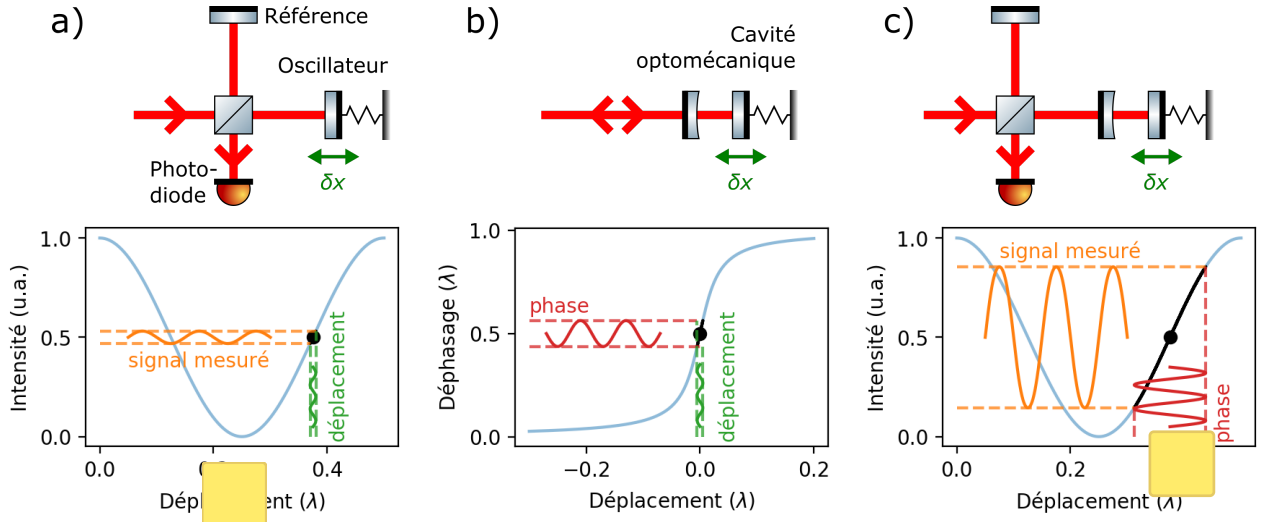 a)
Référence
Oscillateur
Photo-
diode
δx
Intensité (u.a.)
1.0
0.5
0.0
signal mesuré
déplacement
0.0
0.4
(λ)
b)
Cavité
optomécanique
δx
Déphasage (λ)
1.0
0.5
0.0
phase
déplacement
−0.2
0.0
0.2
Déplacement (λ)
c)
δx
Intensité (u.a.)
1.0
0.5
0.0
signal mesuré
phase
0.0
0.2
Déplacement (λ)